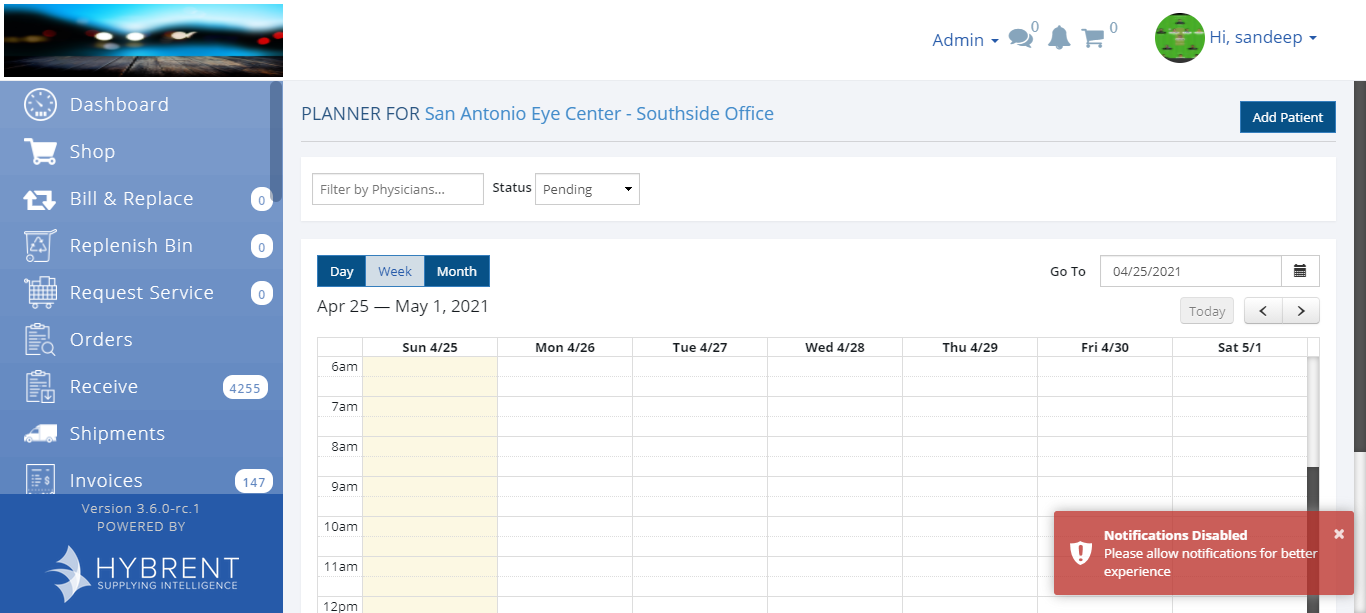 Admin 0 0 Hi, sandeep
Dashboard
Shop
Bill & Replace 0
Replenish Bin 0
Request Service 0
Orders
Receive 4255
Shipments
Invoices 147
Version 3.6.0-rc.1
POWERED BY
HYBRENT
SUPPLYING INTELLIGENCE
PLANNER FOR San Antonio Eye Center - Southside Office
Add Patient
Filter by Physicians... Status Pending
Day Week Month Go To 04/25/2021
Apr 25 — May 1, 2021 Today
Sun 4/25 Mon 4/26 Tue 4/27 Wed 4/28 Thu 4/29 Fri 4/30 Sat 5/1
6am
7am
8am
9am
10am
11am
12pm
Notifications Disabled
Please allow notifications for better
experience